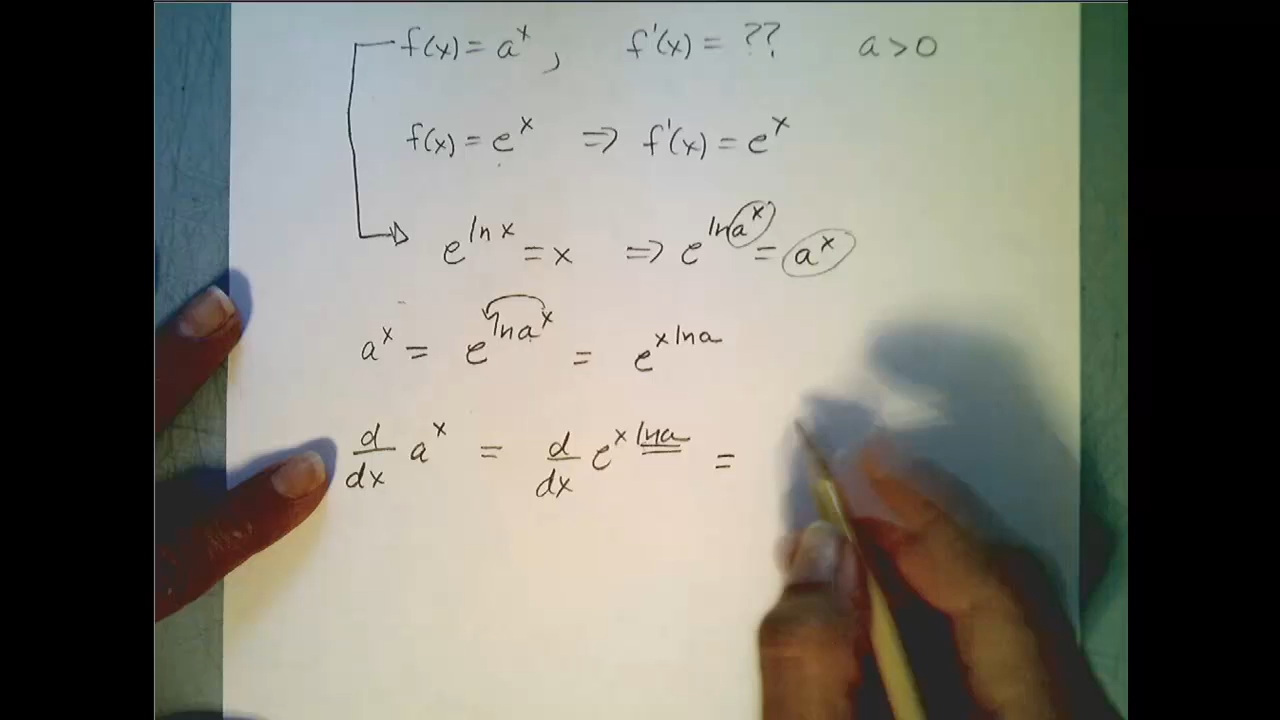 f(x) = a^x , f'(x) = ?? a > 0
f(x) = e^x ⇒ f'(x) = e^x
e^{ln x} = x ⇒ e^{ln a^x} = a^x
a^x = e^{ln a^x} = e^{x ln a}
d/dx a^x = d/dx e^{x ln a} =